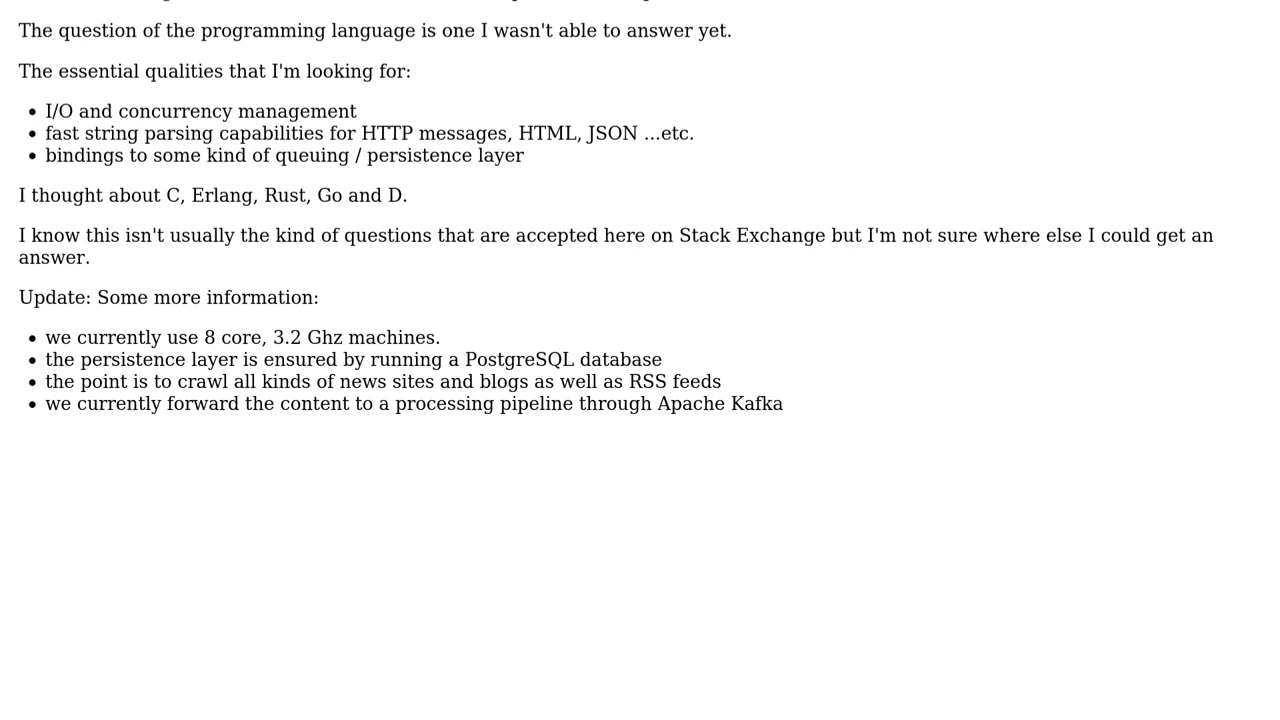 The question of the programming language is one I wasn't able to answer yet.
The essential qualities that I'm looking for:
• I/O and concurrency management
• fast string parsing capabilities for HTTP messages, HTML, JSON ...etc.
• bindings to some kind of queuing / persistence layer
I thought about C, Erlang, Rust, Go and D.
I know this isn't usually the kind of questions that are accepted here on Stack Exchange but I'm not sure where else I could get an
answer.
Update: Some more information:
• we currently use 8 core, 3.2 Ghz machines.
• the persistence layer is ensured by running a PostgreSQL database
• the point is to crawl all kinds of news sites and blogs as well as RSS feeds
• we currently forward the content to a processing pipeline through Apache Kafka